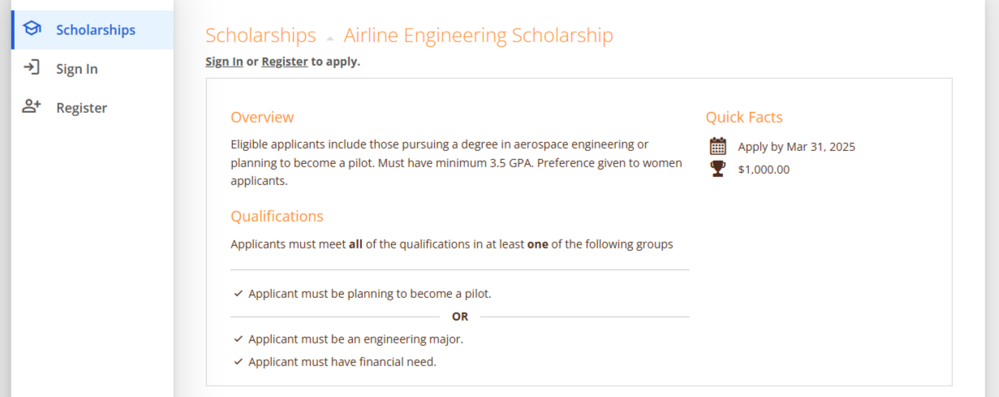 Scholarships
Sign In
Register
Scholarships Airline Engineering Scholarship
Sign In or Register to apply.
Overview
Eligible applicants include those pursuing a degree in aerospace engineering or
planning to become a pilot. Must have minimum 3.5 GPA. Preference given to women
applicants.
Qualifications
Applicants must meet all of the qualifications in at least one of the following groups
Applicant must be planning to become a pilot.
OR
Applicant must be an engineering major.
Applicant must have financial need.
Quick Facts
Apply by Mar 31, 2025
$1,000.00